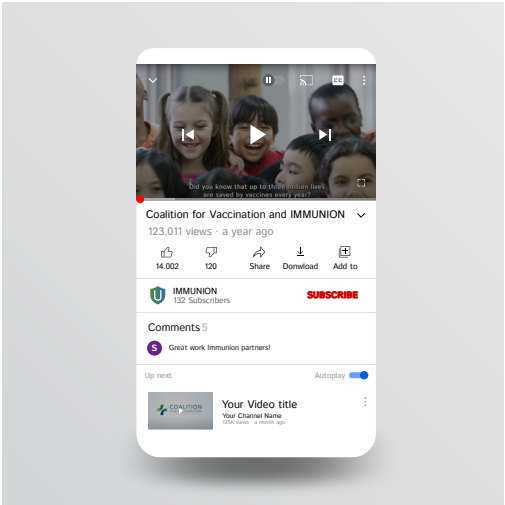 CC
Did you know that up to three million lives
are saved by vaccines every year?
Coalition for Vaccination and IMMUNION
123.011 views · a year ago
14.002 120 Share Donwload Add to
IMMUNION
132 Subscribers
SUBSCRIBE
Comments 5
S Great work Immunion partners!
Up next Autoplay
COALITION
Your Video title
Your Channel Name
125K views · a month ago